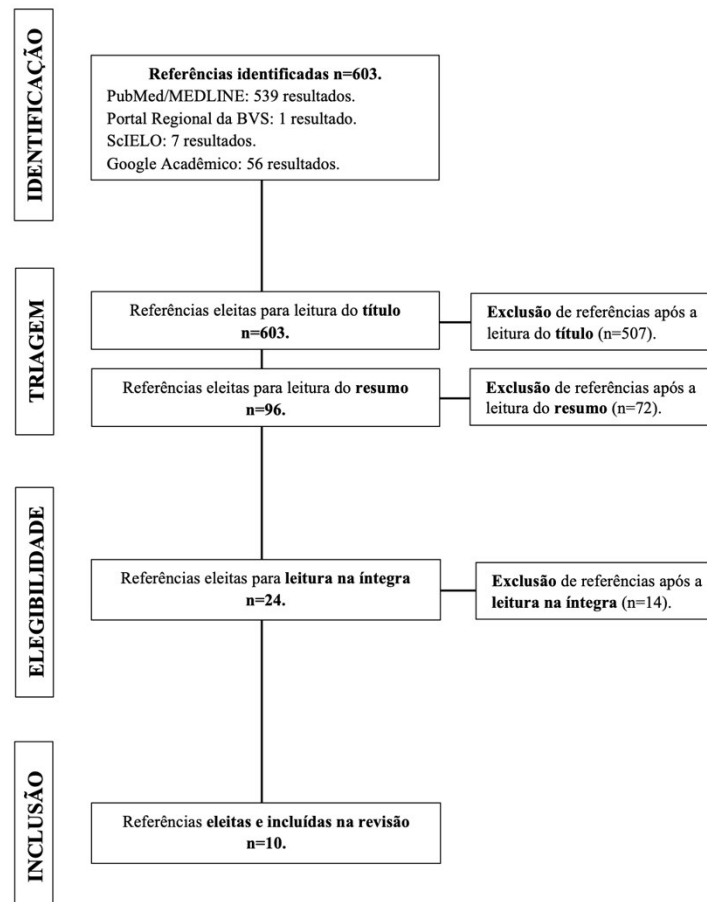 IDENTIFICAÇÃO
Referências identificadas n=603.
PubMed/MEDLINE: 539 resultados.
Portal Regional da BVS: 1 resultado.
ScIELO: 7 resultados.
Google Acadêmico: 56 resultados.
TRIAGEM
Referências eleitas para leitura do título
n=603.
Exclusão de referências após a
leitura do título (n=507).
Referências eleitas para leitura do resumo
n=96.
Exclusão de referências após a
leitura do resumo (n=72).
ELEGIBILIDADE
Referências eleitas para leitura na íntegra
n=24.
Exclusão de referências após a
leitura na íntegra (n=14).
INCLUSÃO
Referências eleitas e incluídas na revisão
n=10.